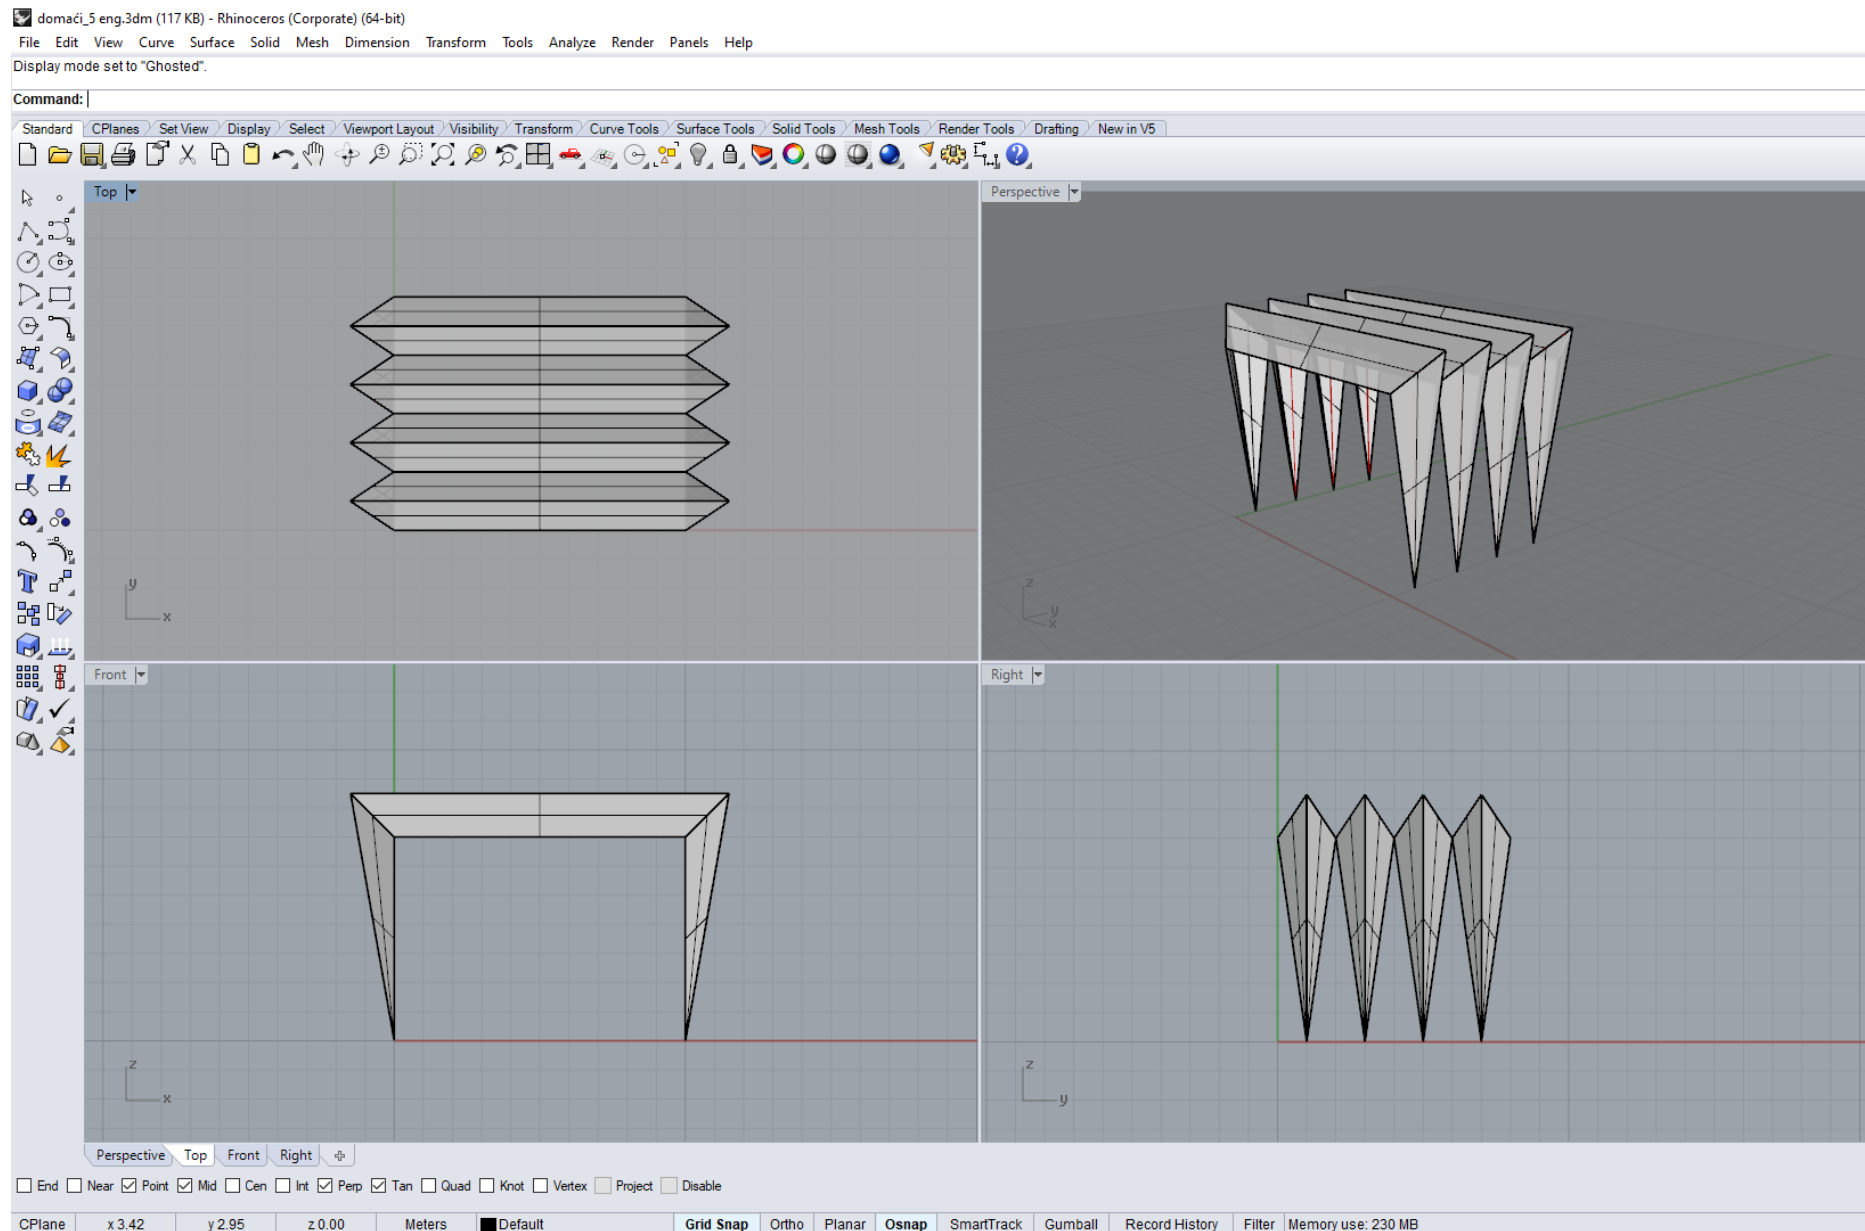 domaći_5 eng.3dm (117 KB) - Rhinoceros (Corporate) (64-bit)
File Edit View Curve Surface Solid Mesh Dimension Transform Tools Analyze Render Panels Help
Display mode set to "Ghosted".
Command:
Standard CPlanes Set View Display Select Viewport Layout Visibility Transform Curve Tools Surface Tools Solid Tools Mesh Tools Render Tools Drafting New in V5
Top
Perspective
y
x
z
y
x
Front
Right
z
x
z
y
Perspective Top Front Right
End Near Point Mid Cen Int Perp Tan Quad Knot Vertex Project Disable
CPlane x 3.42 y 2.95 z 0.00 Meters Default Grid Snap Ortho Planar Osnap SmartTrack Gumball Record History Filter Memory use: 230 MB